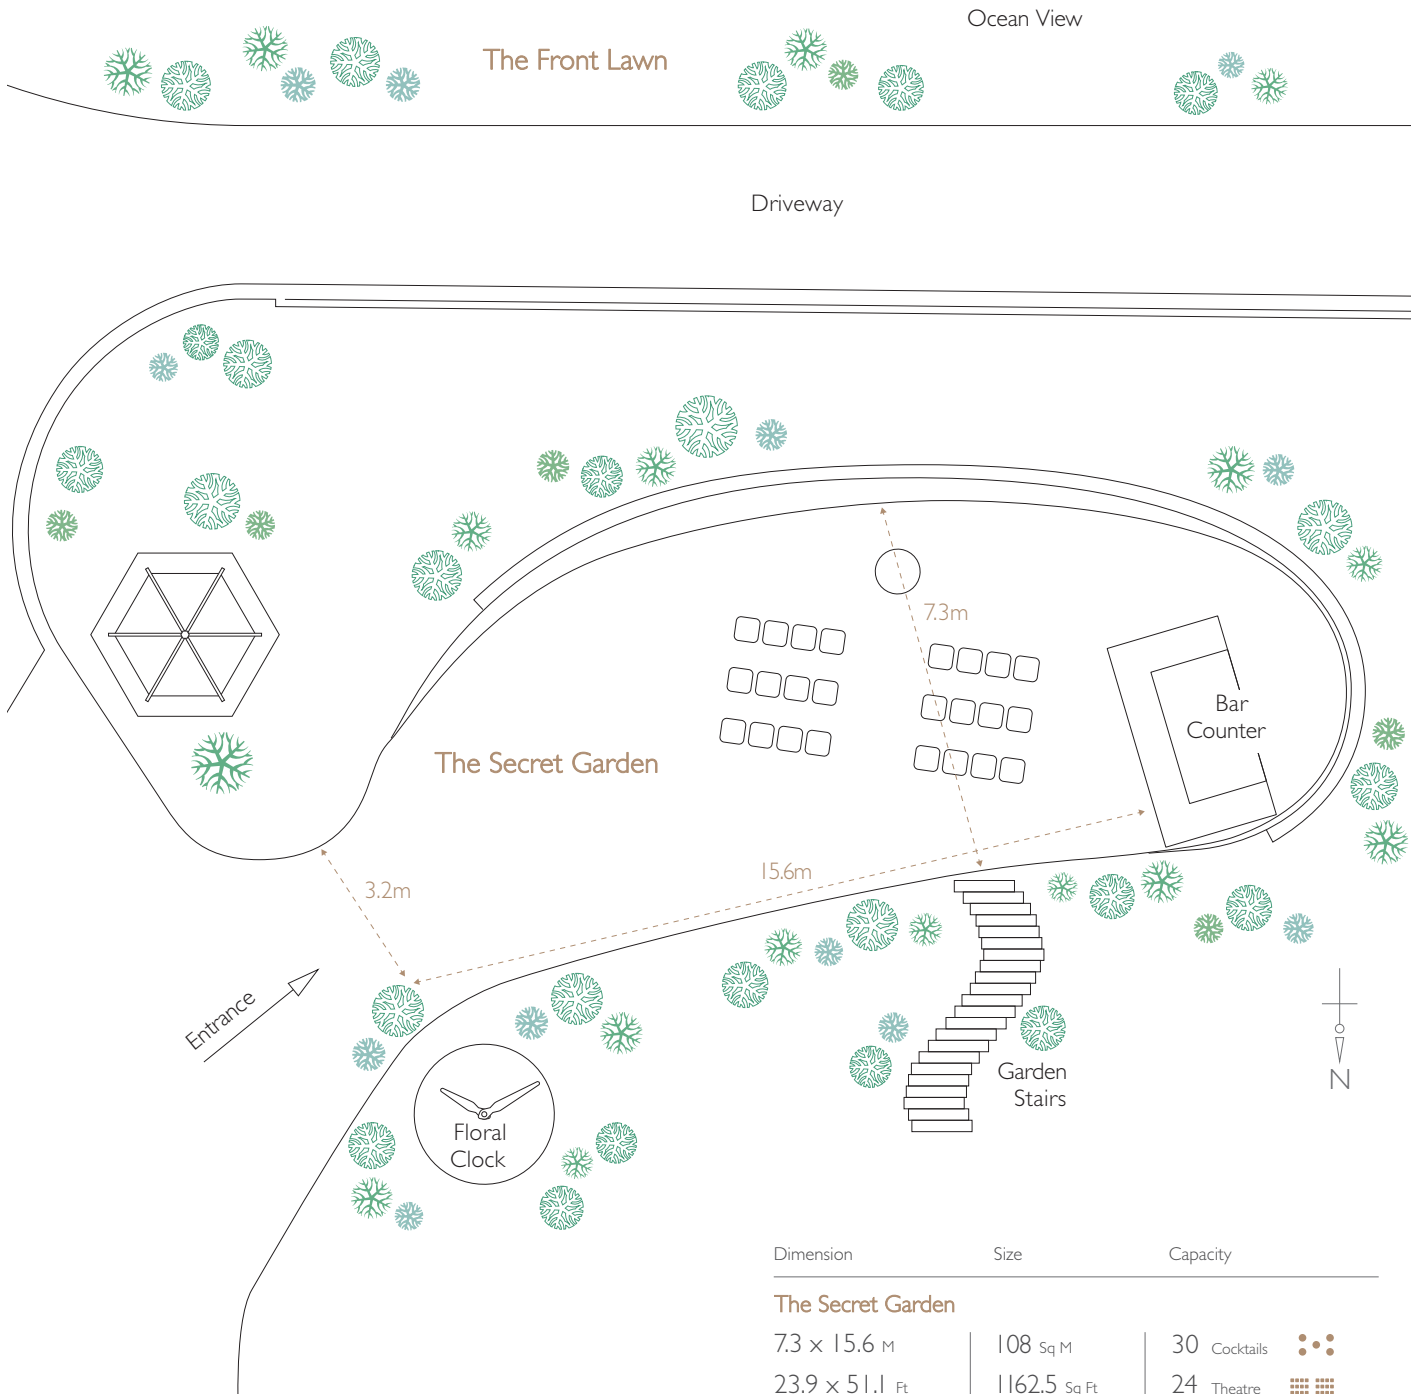 Ocean View
The Front Lawn
Driveway
7.3m
Bar
Counter
The Secret Garden
15.6m
3.2m
Entrance
Garden
Stairs
N
Floral
Clock
Dimension Size Capacity
The Secret Garden
7.3 x 15.6 M 108 Sq M 30 Cocktails
23.9 x 51.1 Ft 1162.5 Sq Ft 24 Theatre